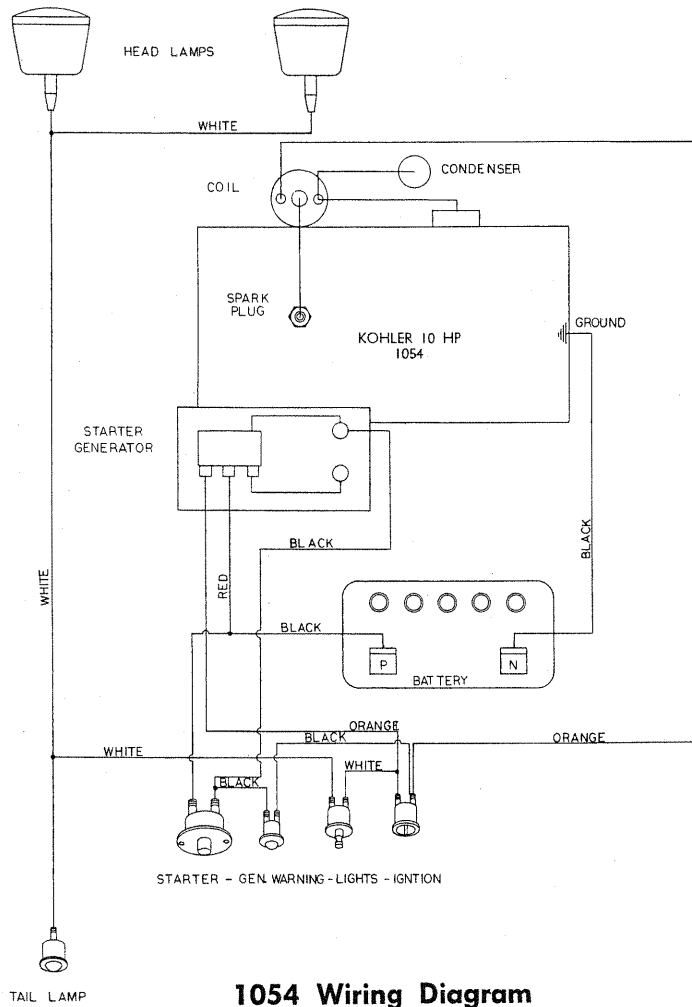 HEAD LAMPS
WHITE
COIL
CONDENSER
SPARK
PLUG
GROUND
KOHLER 10 HP
1054
STARTER
GENERATOR
BLACK
BLACK
RED
WHITE
BLACK
P
N
BATTERY
ORANGE
BLACK
ORANGE
WHITE
WHITE
BLACK
STARTER - GEN. WARNING - LIGHTS - IGNTION
TAIL LAMP
1054 Wiring Diagram